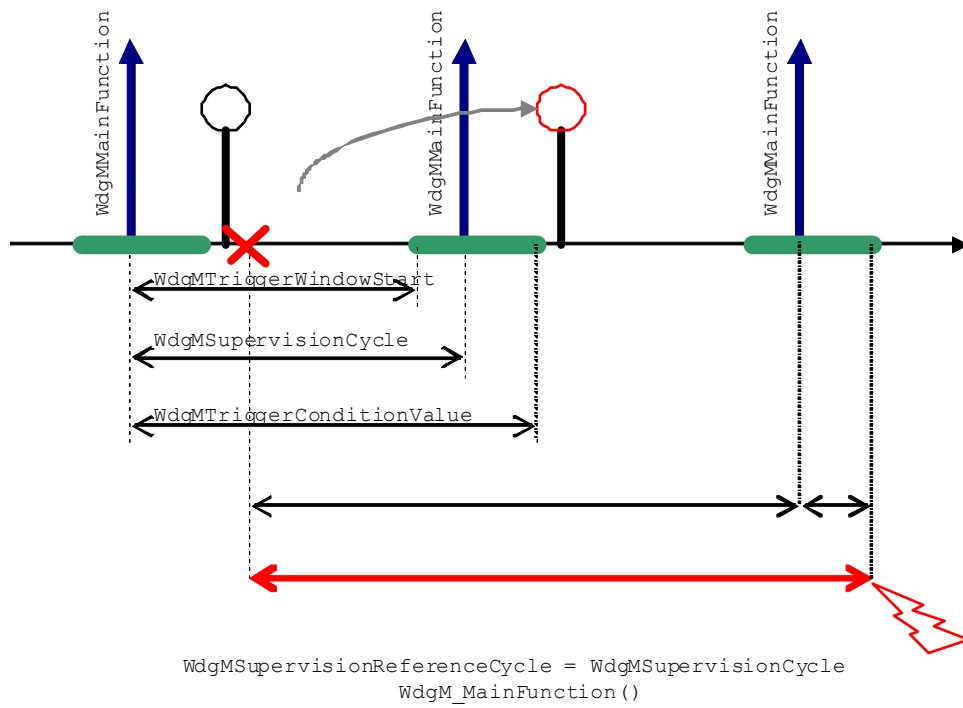 WdgMMainFunction
WdgMMainFunction
WdgMMainFunction
WdgMTriggerWindowStart
WdgMSupervisionCycle
WdgMTriggerConditionValue
WdgMSupervisionReferenceCycle = WdgMSupervisionCycle
WdgM_MainFunction()